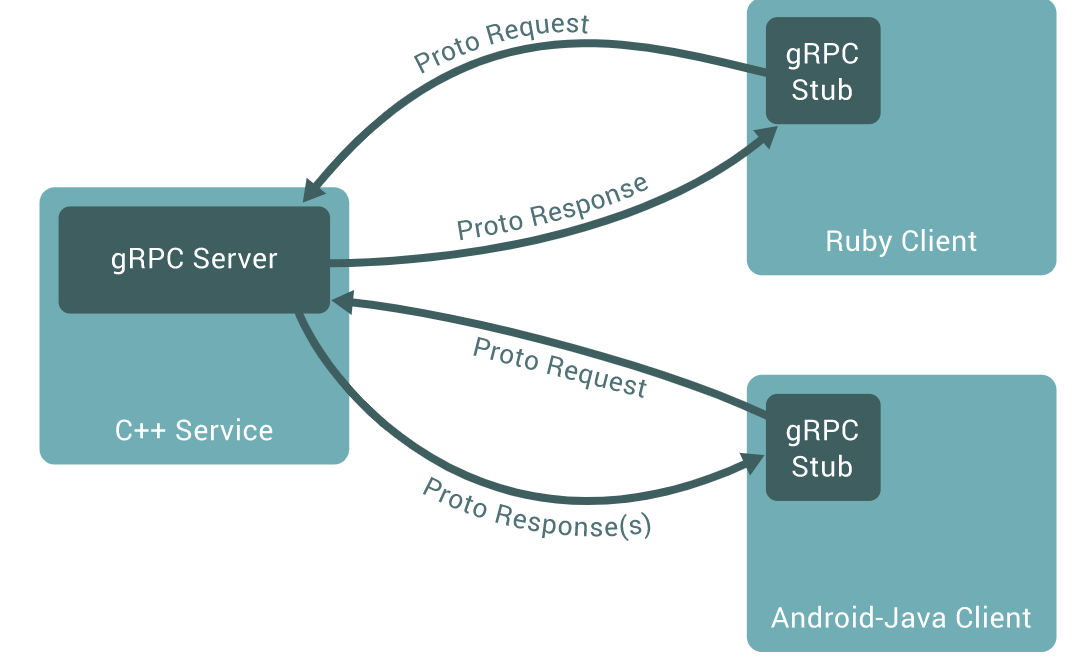 Proto Request
gRPC
Stub
Proto Response
Ruby Client
gRPC Server
C++ Service
Proto Request
gRPC
Stub
Proto Response(s)
Android-Java Client